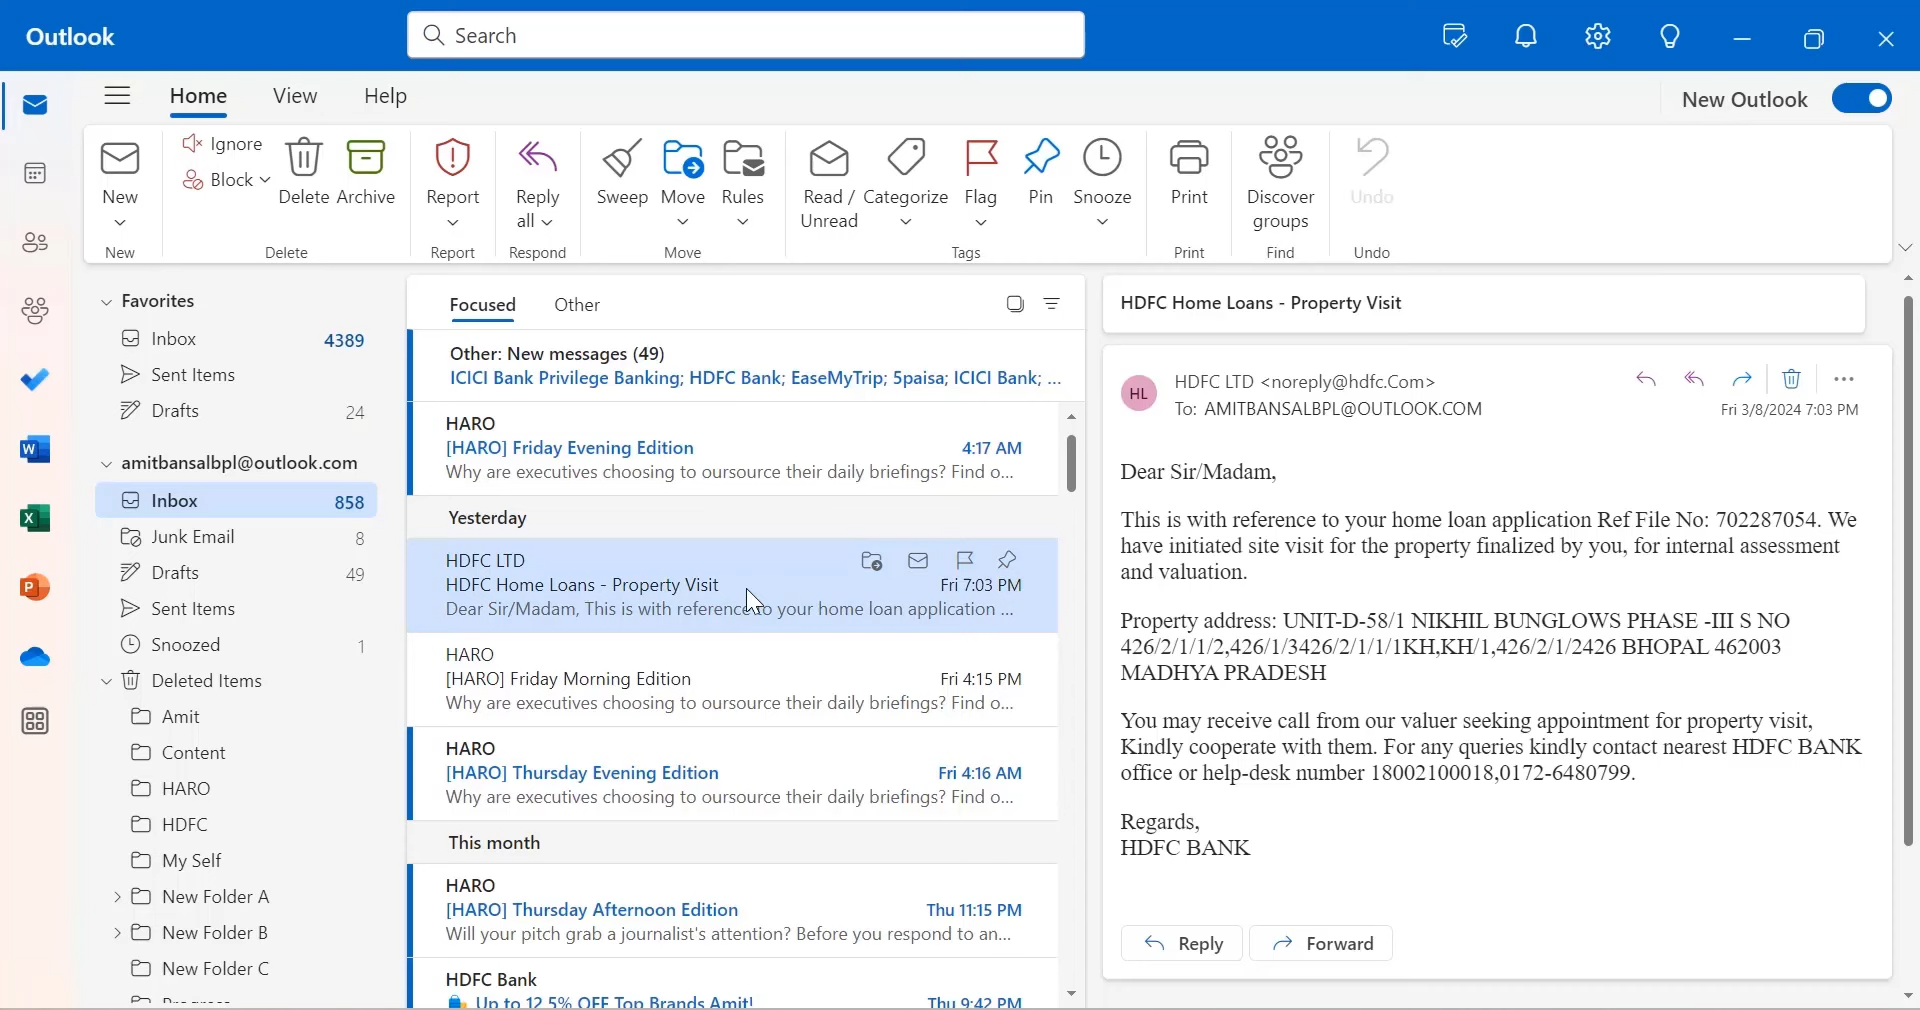 Outlook
Search
Home View Help
New Outlook
New
Ignore
Block
Delete
Archive
Report
Reply all
Sweep
Move
Rules
Read / Unread
Categorize
Flag
Pin
Snooze
Print
Discover groups
Undo
New
Delete
Report
Respond
Move
Tags
Print
Find
Undo
Favorites
Inbox 4389
Sent Items
Drafts 24
amitbansalbpl@outlook.com
Inbox 858
Junk Email 8
Drafts 49
Sent Items
Snoozed 1
Deleted Items
Amit
Content
HARO
HDFC
My Self
New Folder A
New Folder B
New Folder C
Focused Other
Other: New messages (49)
ICICI Bank Privilege Banking; HDFC Bank; EaseMyTrip; 5paisa; ICICI Bank; ...
HARO
[HARO] Friday Evening Edition 4:17 AM
Why are executives choosing to oursource their daily briefings? Find o...
Yesterday
HDFC LTD
HDFC Home Loans - Property Visit Fri 7:03 PM
Dear Sir/Madam, This is with reference to your home loan application ...
HARO
[HARO] Friday Morning Edition Fri 4:15 PM
Why are executives choosing to oursource their daily briefings? Find o...
HARO
[HARO] Thursday Evening Edition Fri 4:16 AM
Why are executives choosing to oursource their daily briefings? Find o...
This month
HARO
[HARO] Thursday Afternoon Edition Thu 11:15 PM
Will your pitch grab a journalist's attention? Before you respond to an...
HDFC Bank
Up to 12.5% OFF Top Brands Amit! Thu 9:42 PM
HDFC Home Loans - Property Visit
HL
HDFC LTD <noreply@hdfc.Com>
To: AMITBANSALBPL@OUTLOOK.COM
Fri 3/8/2024 7:03 PM
Dear Sir/Madam,
This is with reference to your home loan application Ref File No: 702287054. We
have initiated site visit for the property finalized by you, for internal assessment
and valuation.
Property address: UNIT-D-58/1 NIKHIL BUNGLOWS PHASE -III S NO
426/2/1/1/2,426/1/3426/2/1/1/1KH,KH/1,426/2/1/2426 BHOPAL 462003
MADHYA PRADESH
You may receive call from our valuer seeking appointment for property visit,
Kindly cooperate with them. For any queries kindly contact nearest HDFC BANK
office or help-desk number 18002100018,0172-6480799.
Regards,
HDFC BANK
Reply
Forward